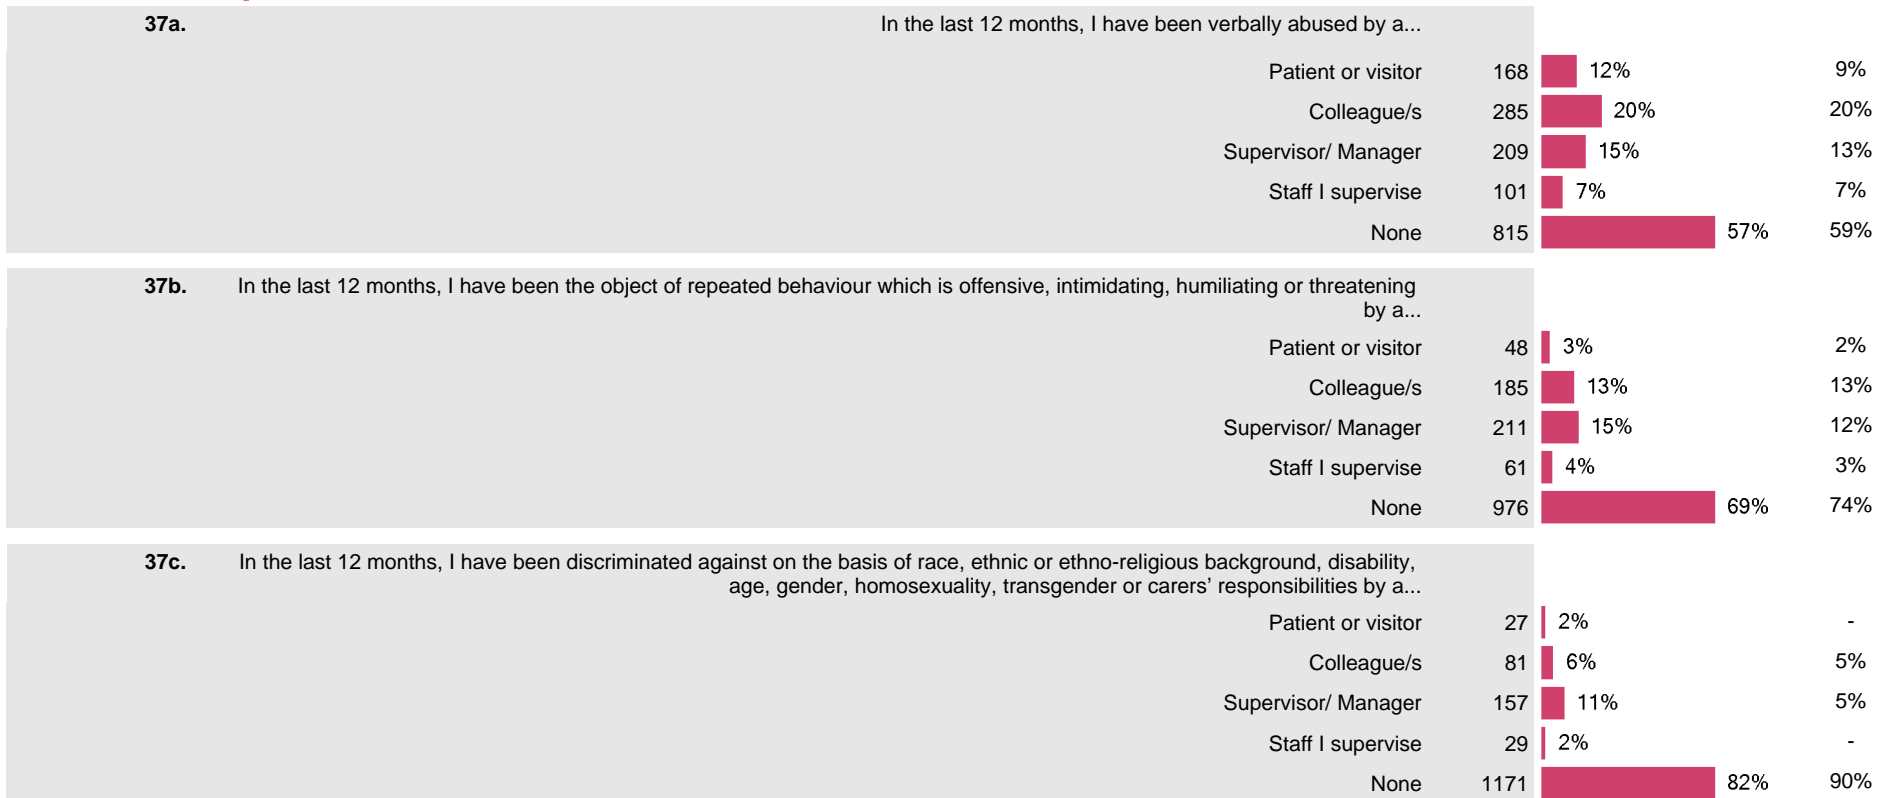 37a. In the last 12 months, I have been verbally abused by a...
Patient or visitor 168 12% 9%
Colleague/s 285 20% 20%
Supervisor/ Manager 209 15% 13%
Staff I supervise 101 7% 7%
None 815 57% 59%
37b. In the last 12 months, I have been the object of repeated behaviour which is offensive, intimidating, humiliating or threatening
by a...
Patient or visitor 48 3% 2%
Colleague/s 185 13% 13%
Supervisor/ Manager 211 15% 12%
Staff I supervise 61 4% 3%
None 976 69% 74%
37c. In the last 12 months, I have been discriminated against on the basis of race, ethnic or ethno-religious background, disability,
age, gender, homosexuality, transgender or carers’ responsibilities by a...
Patient or visitor 27 2% -
Colleague/s 81 6% 5%
Supervisor/ Manager 157 11% 5%
Staff I supervise 29 2% -
None 1171 82% 90%